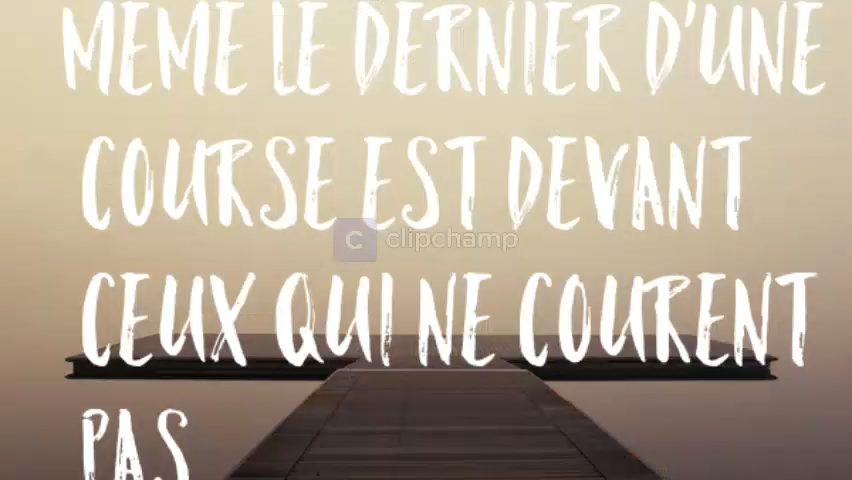 MEME LE DERNIER D'UNE
COURSE EST DEVANT
C clipchamp
CEUX QUI NE COURENT
PAS